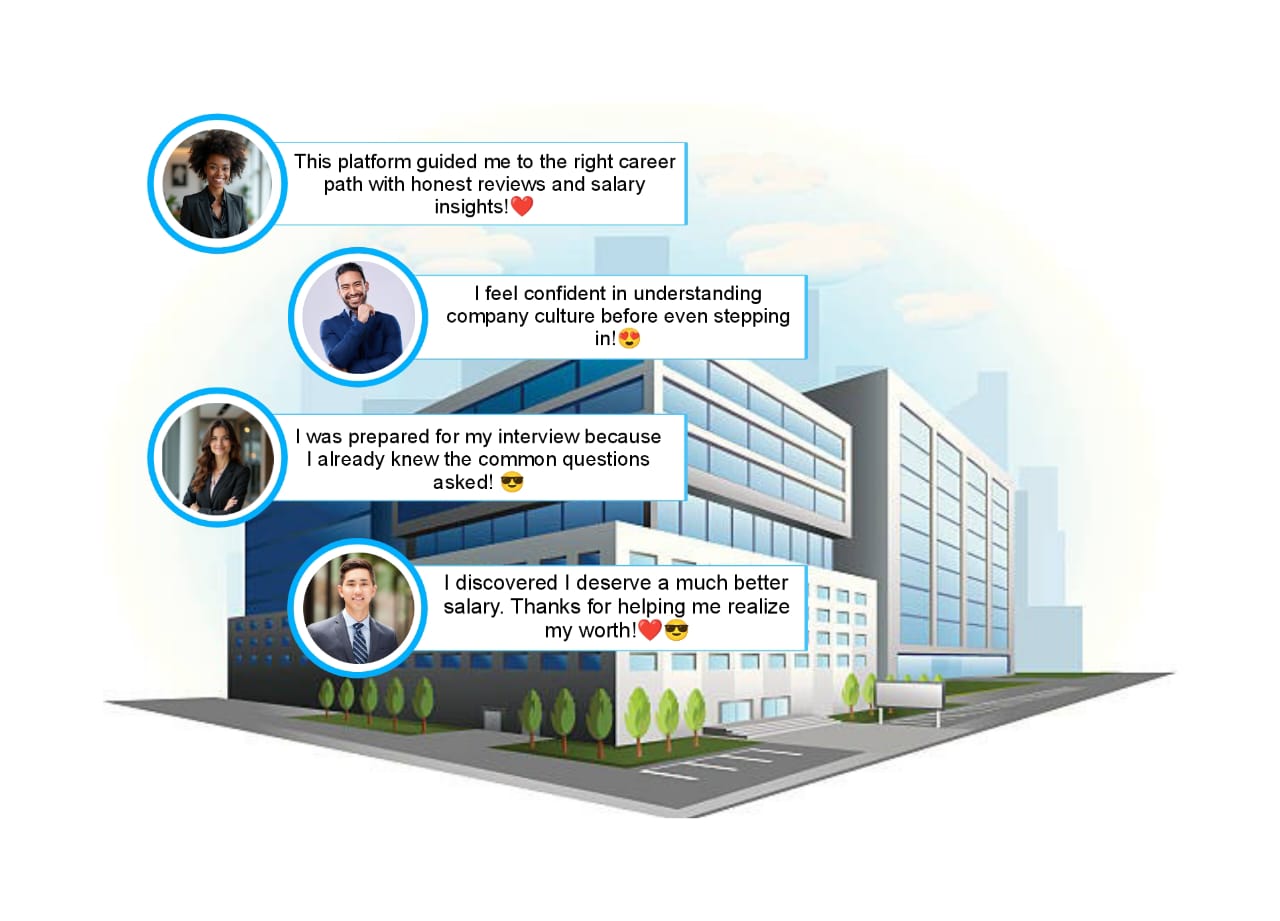 This platform guided me to the right career
path with honest reviews and salary
insights!❤️
I feel confident in understanding
company culture before even stepping
in!😍
I was prepared for my interview because
I already knew the common questions
asked! 😎
I discovered I deserve a much better
salary. Thanks for helping me realize
my worth!❤️😎